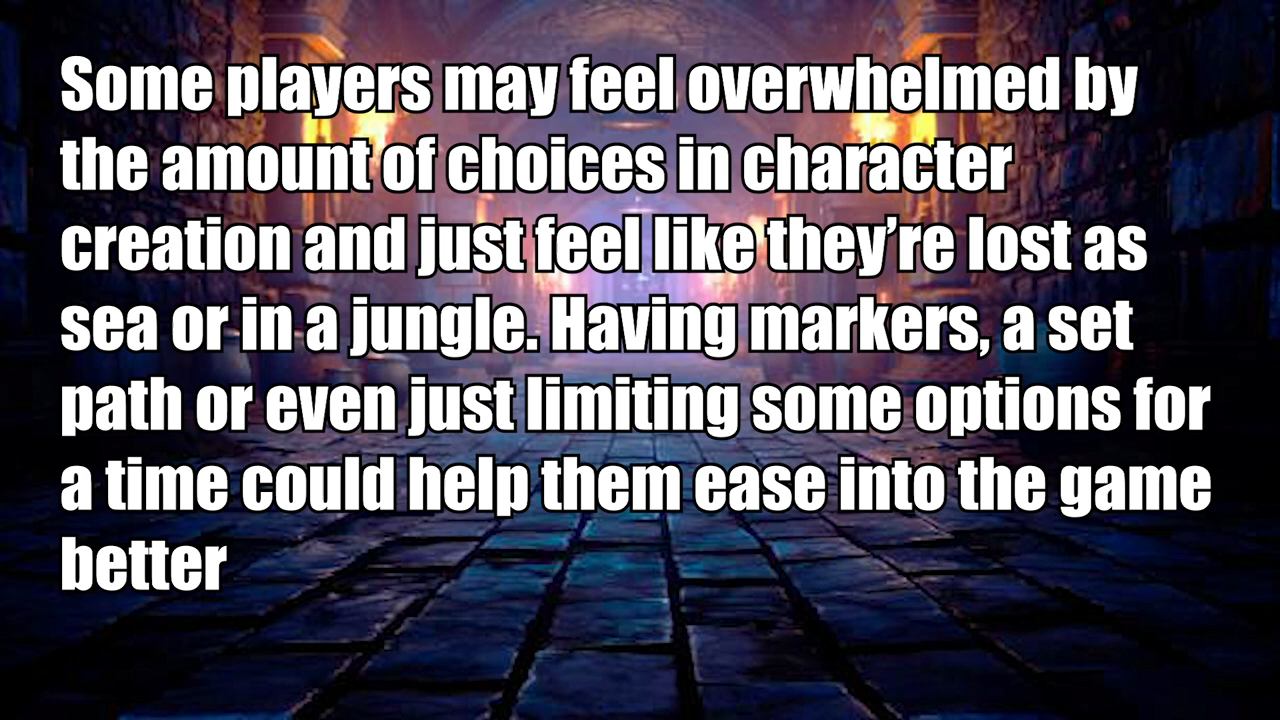 Some players may feel overwhelmed by
the amount of choices in character
creation and just feel like they’re lost as
sea or in a jungle. Having markers, a set
path or even just limiting some options for
a time could help them ease into the game
better